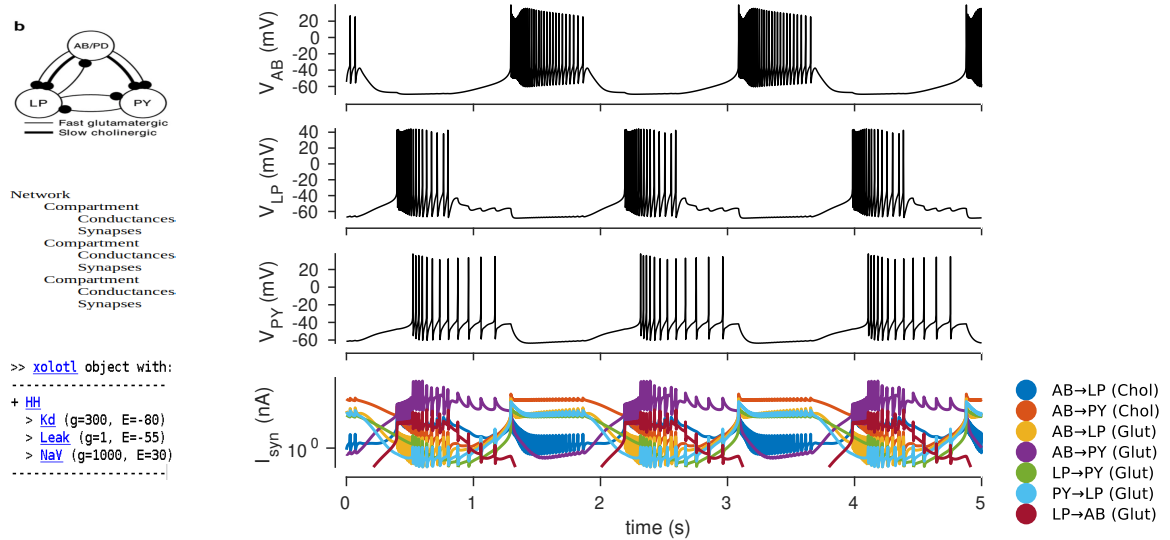 b
AB/PD
LP
PY
Fast glutamatergic
Slow cholinergic
Network
Compartment
Conductances
Synapses
Compartment
Conductances
Synapses
Compartment
Conductances
Synapses
>> xolotl object with:
---------------------
+ HH
> Kd (g=300, E=-80)
> Leak (g=1, E=-55)
> NaV (g=1000, E=30)
---------------------
V_AB (mV)
20
0
-20
-40
-60
V_LP (mV)
40
20
0
-20
-40
-60
V_PY (mV)
20
0
-20
-40
-60
I_syn (nA)
10^0
0
1
2
3
4
5
time (s)
AB→LP (Chol)
AB→PY (Chol)
AB→LP (Glut)
AB→PY (Glut)
LP→PY (Glut)
PY→LP (Glut)
LP→AB (Glut)